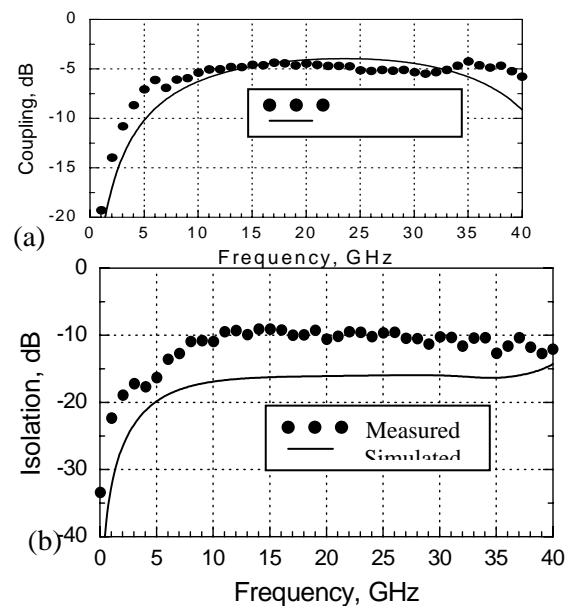 0
-5
-10
-15
-20
Coupling, dB
0 5 10 15 20 25 30 35 40
(a)
Frequency, GHz
0
-10
-20
-30
-40
Isolation, dB
Measured
Simulated
(b)
0 5 10 15 20 25 30 35 40
Frequency, GHz